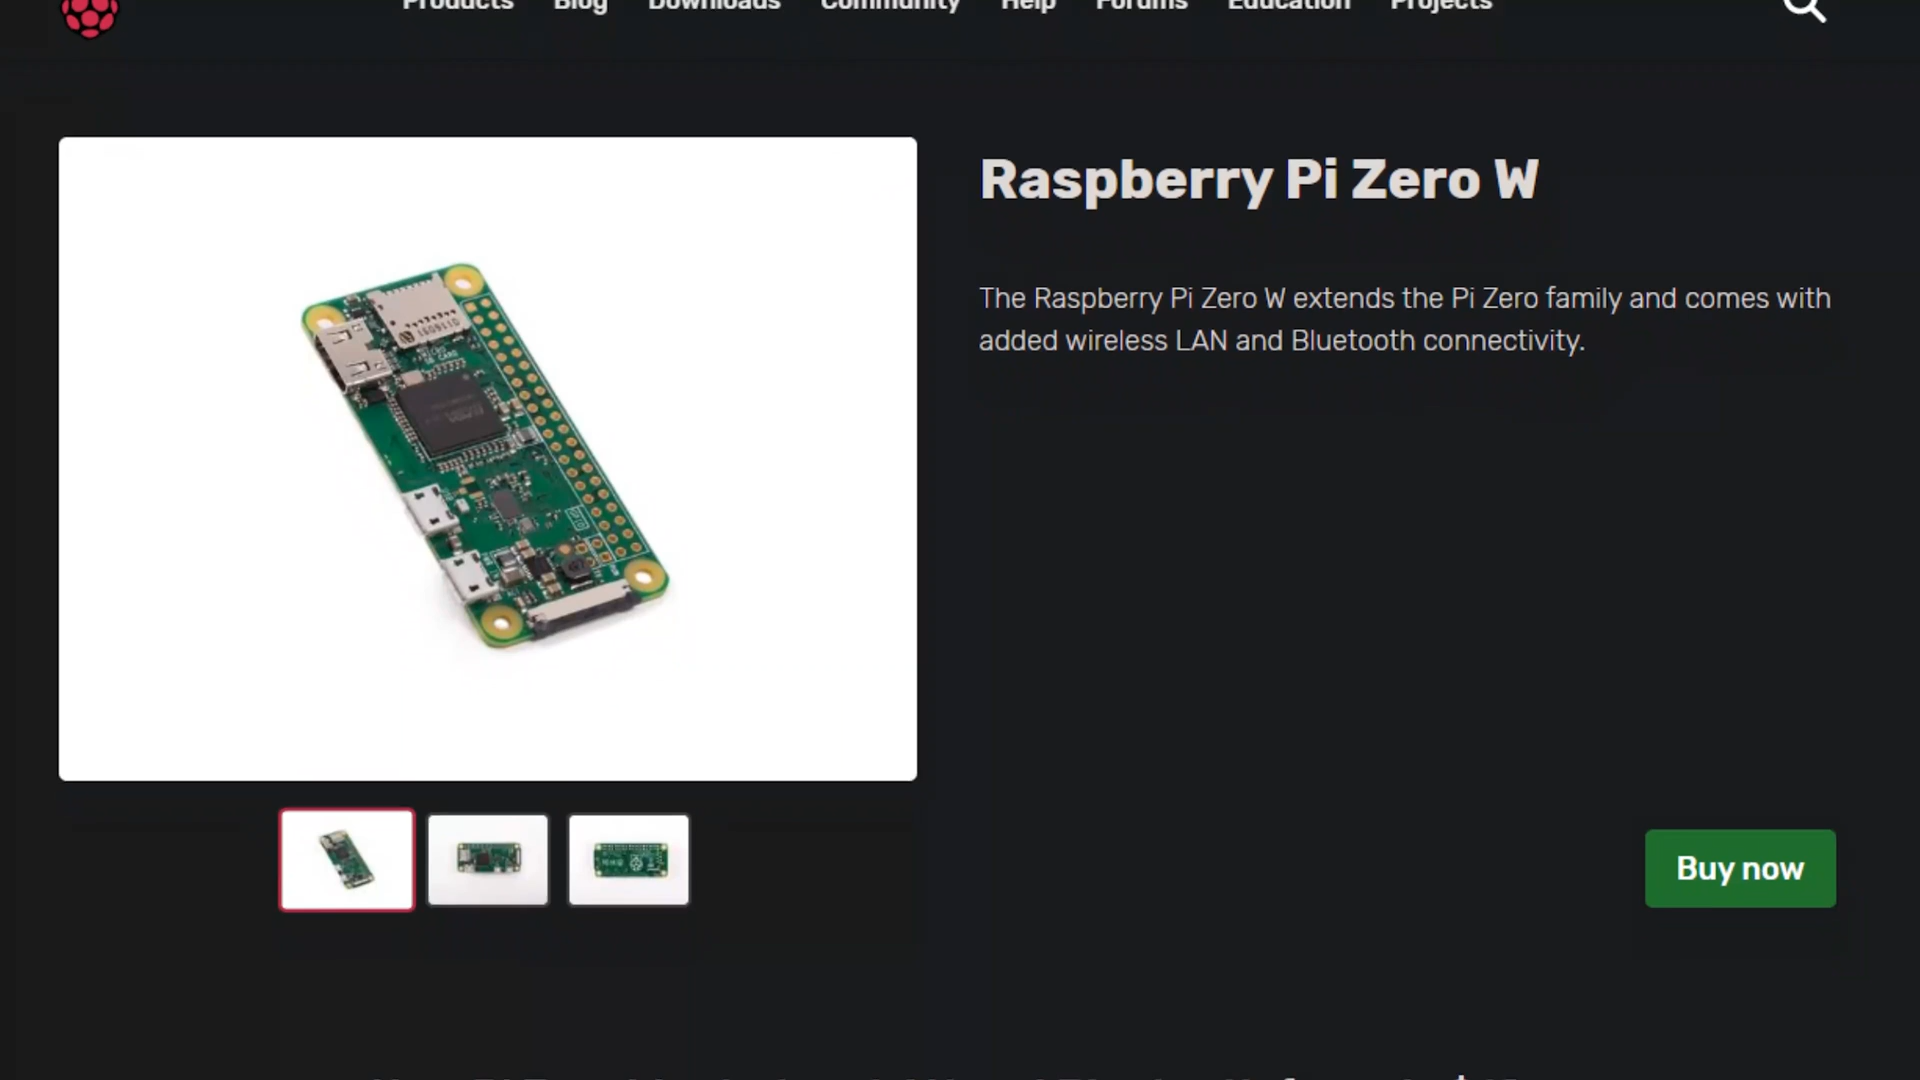 Products Blog Downloads Community Help Forums Education Projects
Raspberry Pi Zero W
The Raspberry Pi Zero W extends the Pi Zero family and comes with
added wireless LAN and Bluetooth connectivity.
Buy now